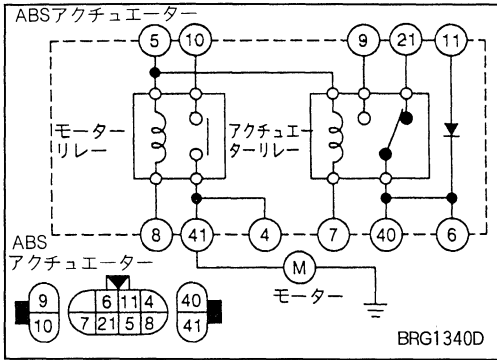 ABSアクチュエーター
5 10 9 21 11
モーター
リレー
アクチュエ
ーターリレー
8 41 4 7 40 6
ABS
アクチュエーター
M
モーター
9 6 11 4 40
10 7 21 5 8 41
BRG1340D